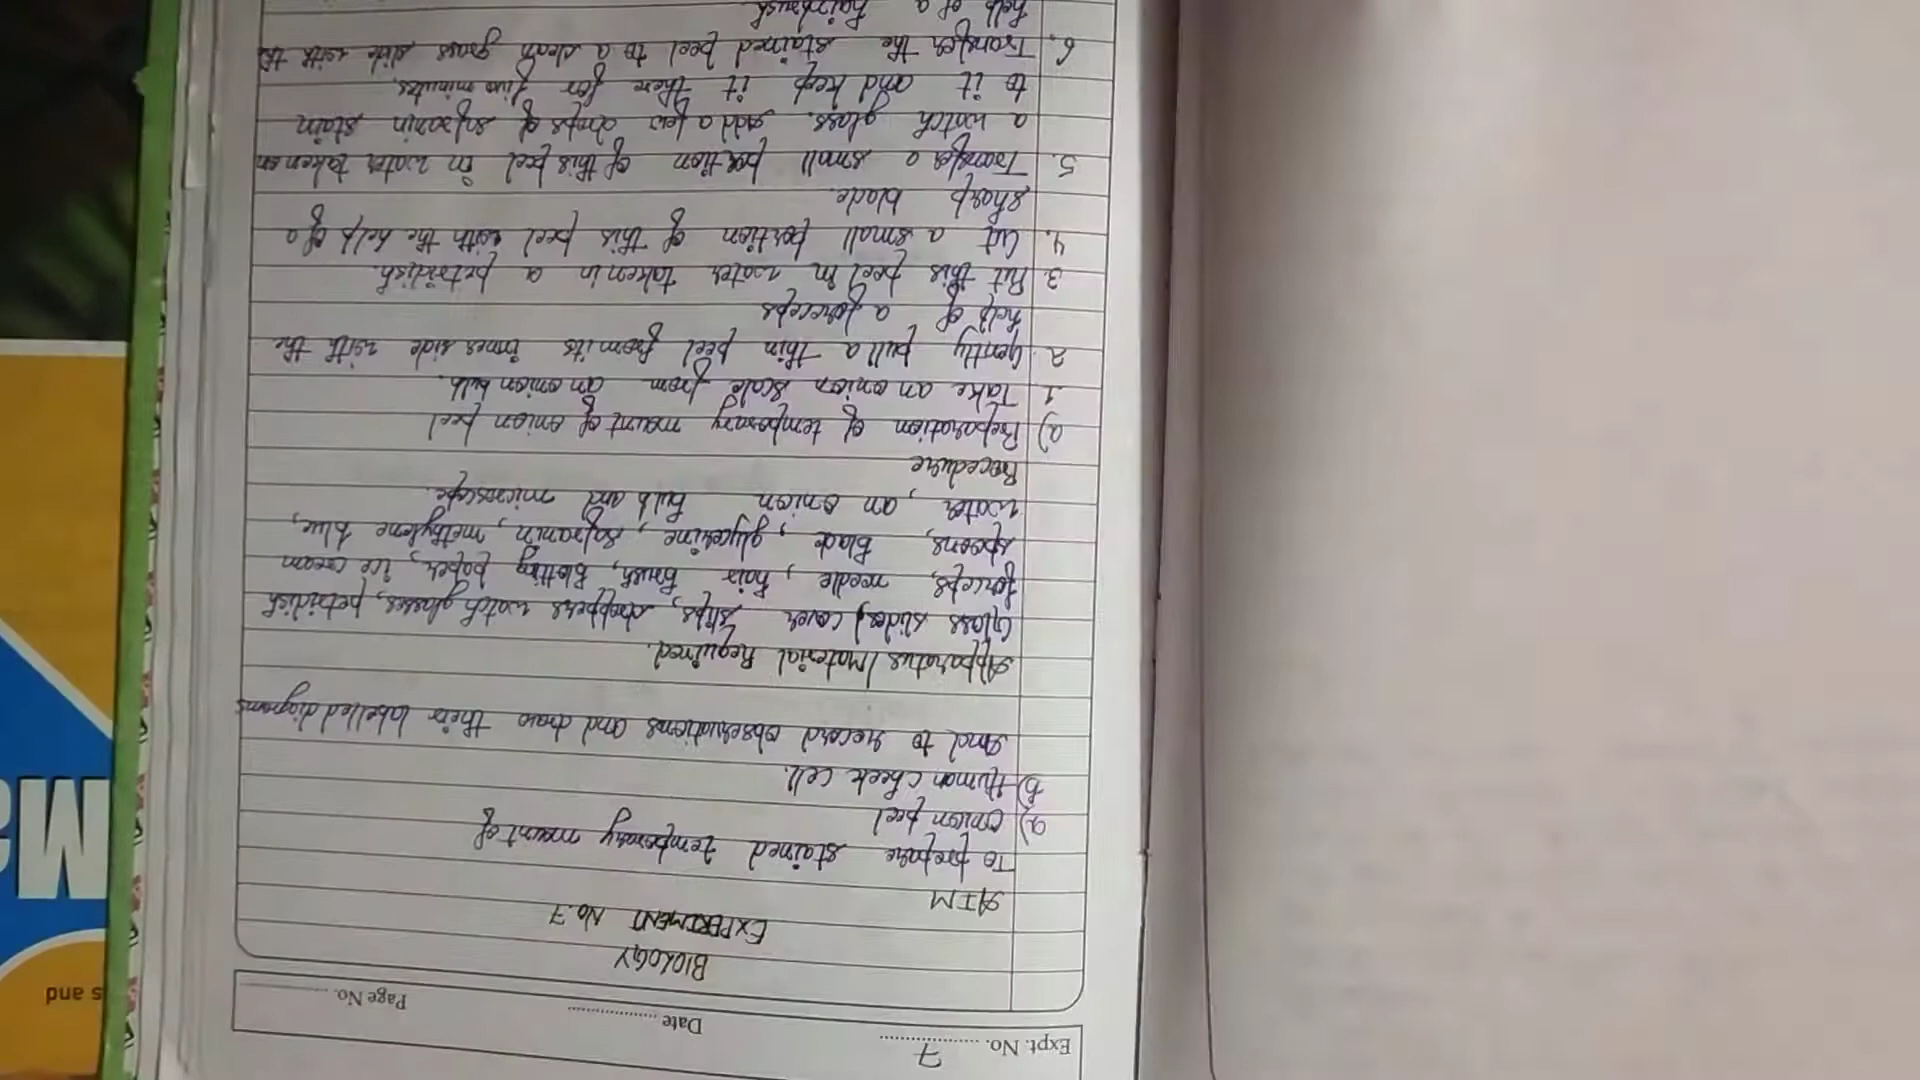 Expt. No. 7
Date
Page No.
BIOLOGY
EXPERIMENT No. 7
AIM
To prepare stained temporary mount of
a) Onion peel
b) Human cheek cell.
And to record observations and draw their labelled diagrams
Apparatus/Material Required.
Glass slides, cover slips, droppers watch glasses, petridish
forceps, needle, hair brush, Blotting paper, ice cream
spoons, Blade, glycerine, safranin, methylene blue,
water, an onion bulb and microscope.
Procedure
a) Preparation of temporary mount of onion peel
1. Take an onion scale from an onion bulb.
2. Gently pull a thin peel from its inner side with the
help of a forceps
3. Put this peel in water taken in a petridish.
4. Cut a small portion of this peel with the help of a
sharp blade.
5. Transfer a small portion of this peel in water taken on
a watch glass. Add a few drops of safranin stain
to it and keep it there for five minutes.
6. Transfer the stained peel to a clean glass slide with the
help of a hairbrush.
s and